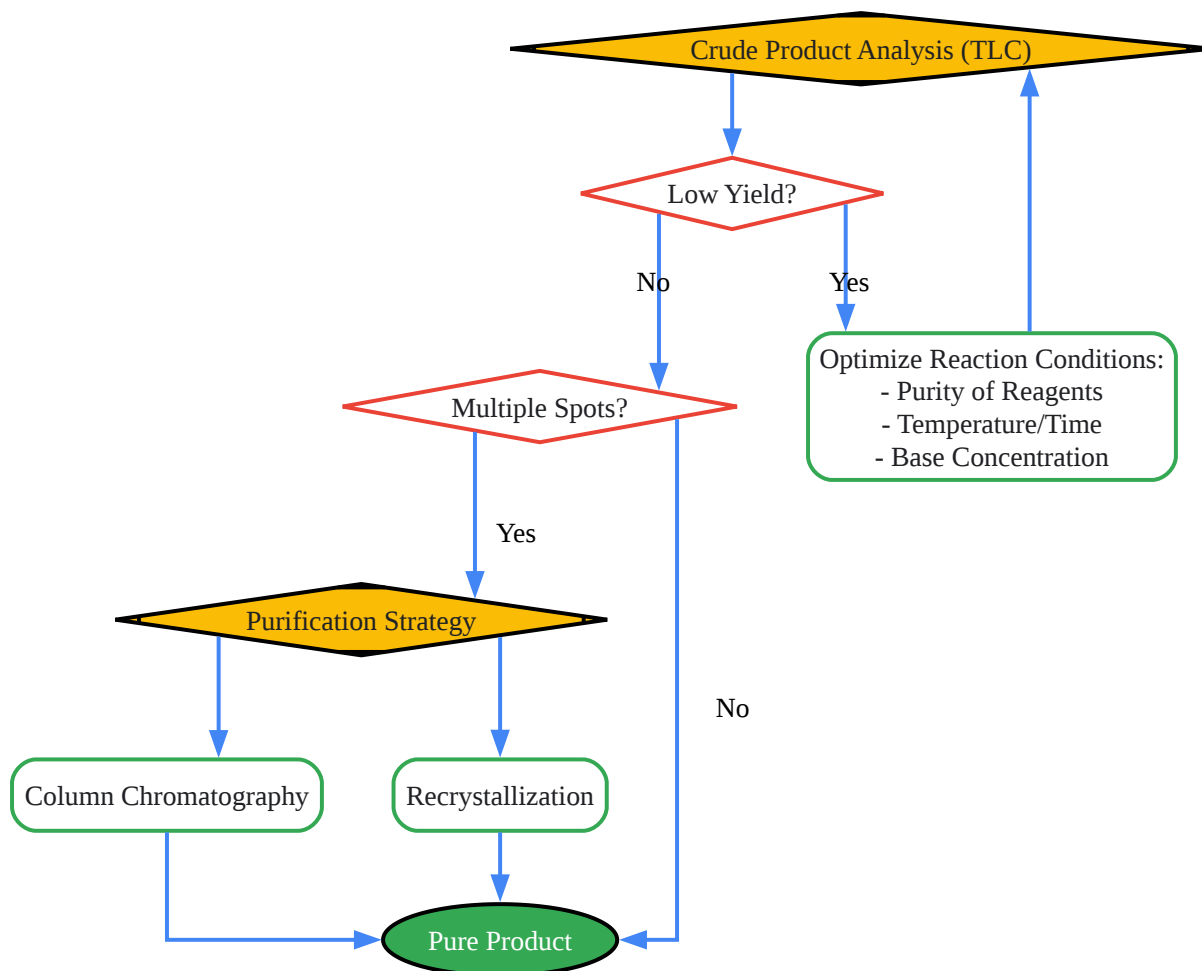 Crude Product Analysis (TLC)
Low Yield?
No
Yes
Optimize Reaction Conditions:
- Purity of Reagents
- Temperature/Time
- Base Concentration
Multiple Spots?
Yes
Purification Strategy
No
Column Chromatography
Recrystallization
Pure Product